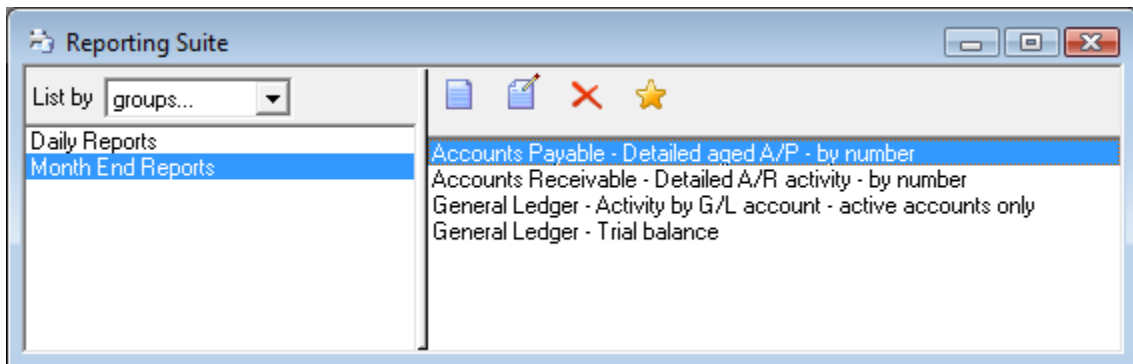 Reporting Suite
List by groups...
Daily Reports
Month End Reports
Accounts Payable - Detailed aged A/P - by number
Accounts Receivable - Detailed A/R activity - by number
General Ledger - Activity by G/L account - active accounts only
General Ledger - Trial balance